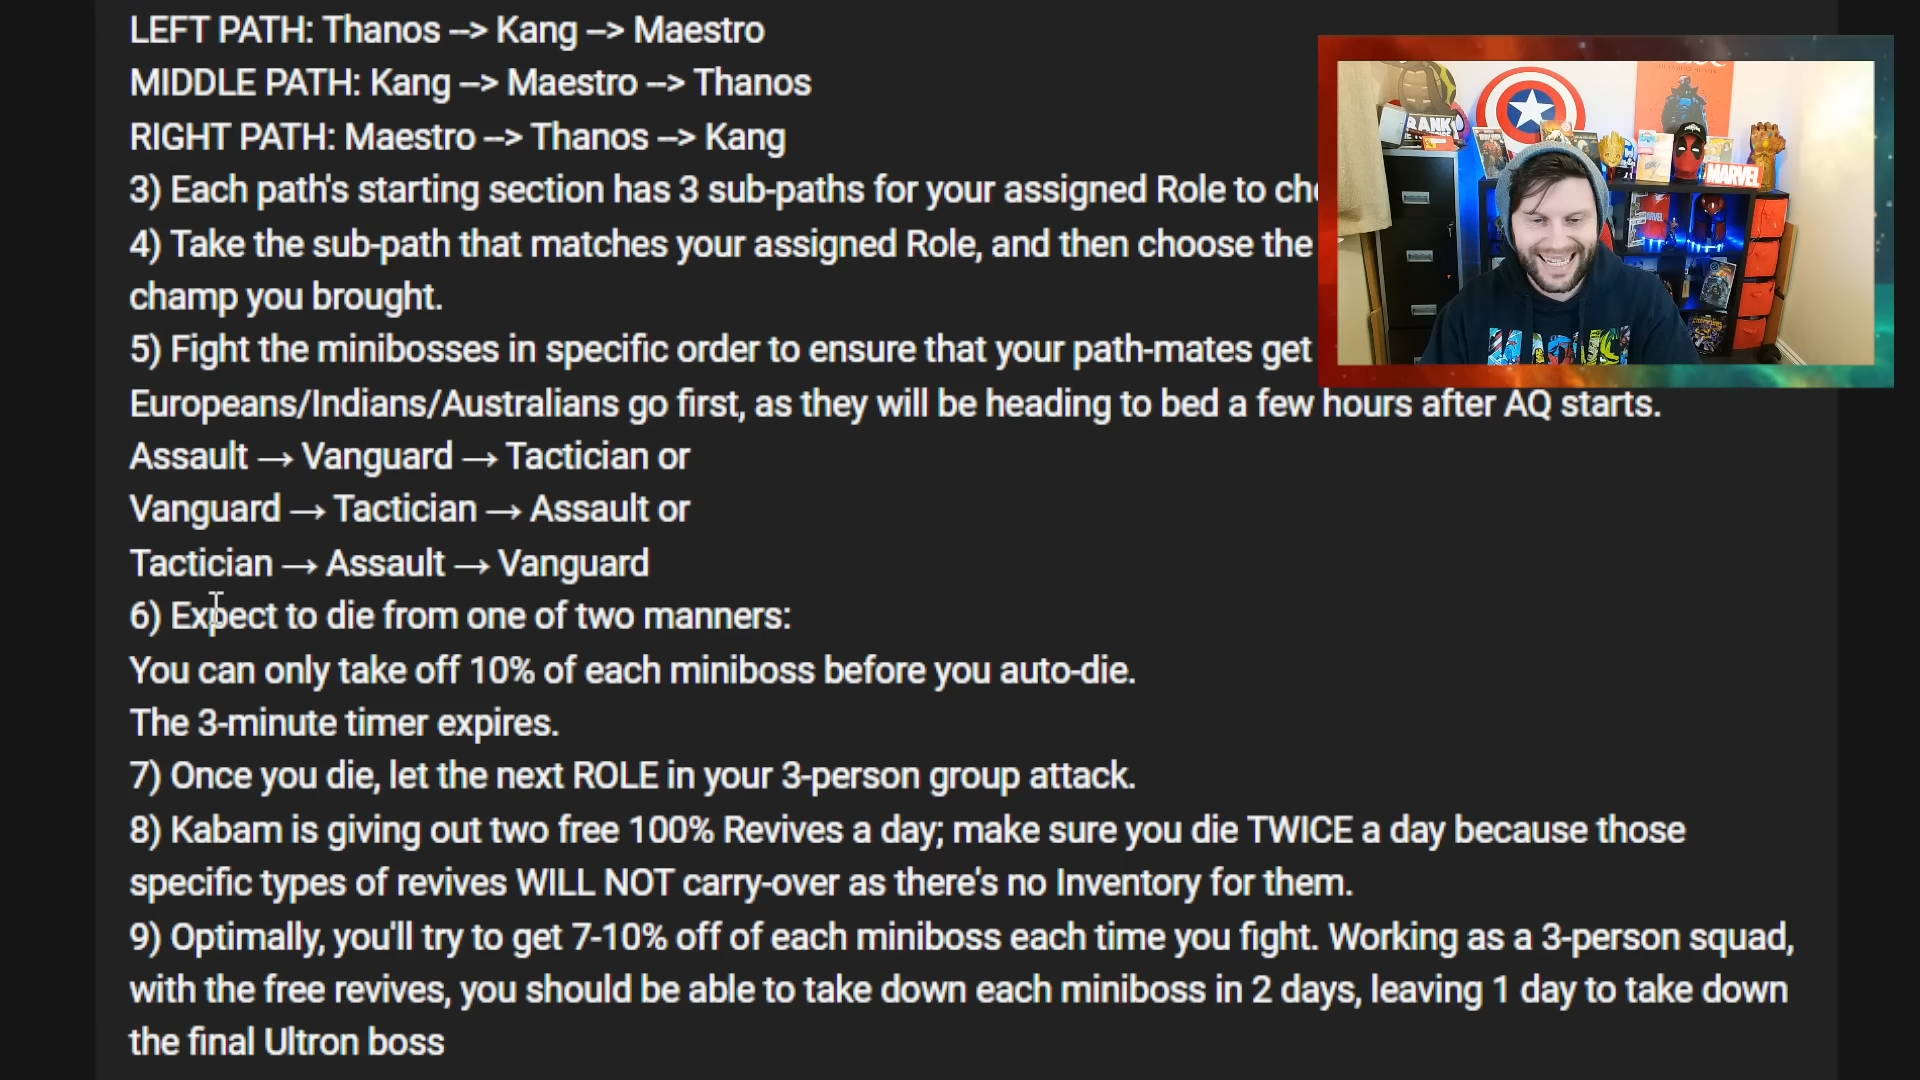 LEFT PATH: Thanos --> Kang --> Maestro
MIDDLE PATH: Kang --> Maestro --> Thanos
RIGHT PATH: Maestro --> Thanos --> Kang
3) Each path's starting section has 3 sub-paths for your assigned Role to
4) Take the sub-path that matches your assigned Role, and then choose the
champ you brought.
5) Fight the minibosses in specific order to ensure that your path-mates get
Europeans/Indians/Australians go first, as they will be heading to bed a few hours after AQ starts.
Assault → Vanguard → Tactician or
Vanguard → Tactician → Assault or
Tactician → Assault → Vanguard
6) Expect to die from one of two manners:
You can only take off 10% of each miniboss before you auto-die.
The 3-minute timer expires.
7) Once you die, let the next ROLE in your 3-person group attack.
8) Kabam is giving out two free 100% Revives a day; make sure you die TWICE a day because those
specific types of revives WILL NOT carry-over as there's no Inventory for them.
9) Optimally, you'll try to get 7-10% off of each miniboss each time you fight. Working as a 3-person squad,
with the free revives, you should be able to take down each miniboss in 2 days, leaving 1 day to take down
the final Ultron boss
MARVEL